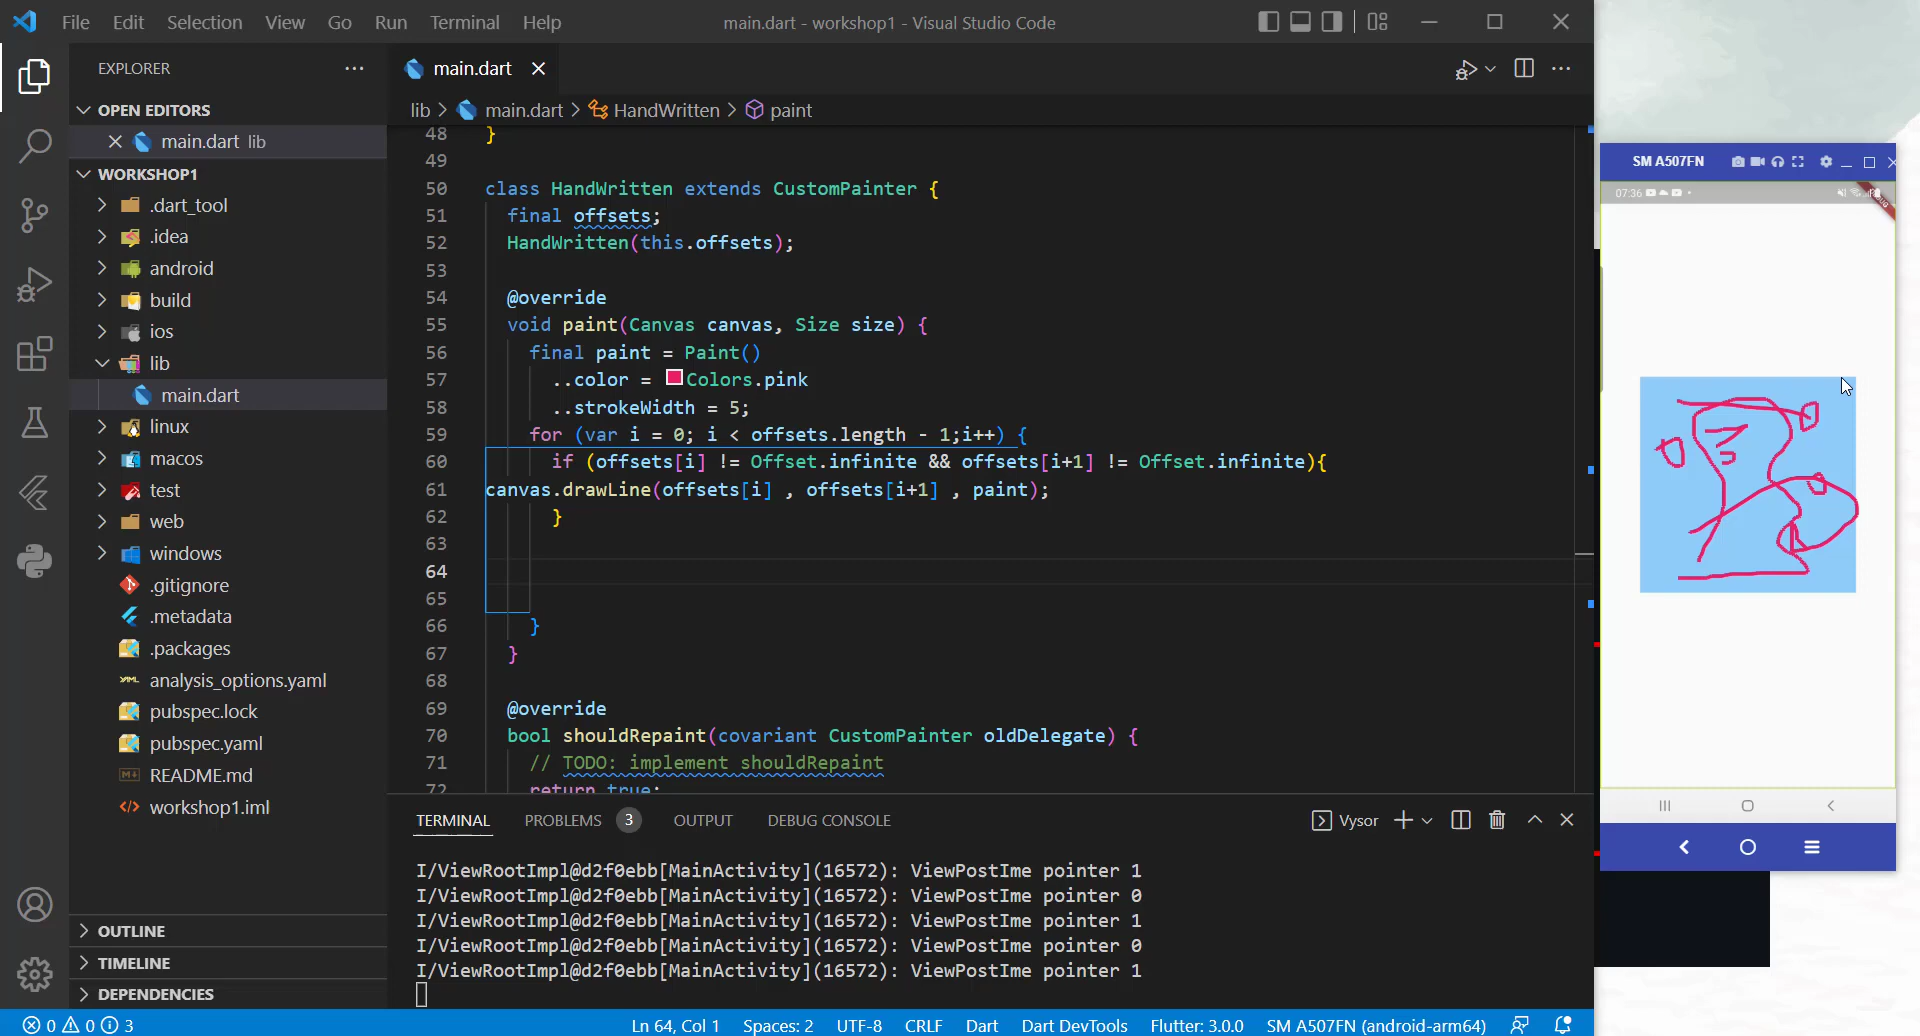 File Edit Selection View Go Run Terminal Help
main.dart - workshop1 - Visual Studio Code
EXPLORER
OPEN EDITORS
main.dart lib
WORKSHOP1
.dart_tool
.idea
android
build
ios
lib
main.dart
linux
macos
test
web
windows
.gitignore
.metadata
.packages
analysis_options.yaml
pubspec.lock
pubspec.yaml
README.md
workshop1.iml
OUTLINE
TIMELINE
DEPENDENCIES
main.dart
lib > main.dart > HandWritten > paint
48 }
49
50 class HandWritten extends CustomPainter {
51 final offsets;
52 HandWritten(this.offsets);
53
54 @override
55 void paint(Canvas canvas, Size size) {
56 final paint = Paint()
57 ..color = Colors.pink
58 ..strokeWidth = 5;
59 for (var i = 0; i < offsets.length - 1;i++) {
60 if (offsets[i] != Offset.infinite && offsets[i+1] != Offset.infinite){
61 canvas.drawLine(offsets[i] , offsets[i+1] , paint);
62 }
63
64
65
66 }
67 }
68
69 @override
70 bool shouldRepaint(covariant CustomPainter oldDelegate) {
71 // TODO: implement shouldRepaint
72 return true;
TERMINAL PROBLEMS 3 OUTPUT DEBUG CONSOLE
Vysor
I/ViewRootImpl@d2f0ebb[MainActivity](16572): ViewPostIme pointer 1
I/ViewRootImpl@d2f0ebb[MainActivity](16572): ViewPostIme pointer 0
I/ViewRootImpl@d2f0ebb[MainActivity](16572): ViewPostIme pointer 1
I/ViewRootImpl@d2f0ebb[MainActivity](16572): ViewPostIme pointer 0
I/ViewRootImpl@d2f0ebb[MainActivity](16572): ViewPostIme pointer 1
0 0 3
Ln 64, Col 1 Spaces: 2 UTF-8 CRLF Dart Dart DevTools Flutter: 3.0.0 SM A507FN (android-arm64)
SM A507FN
07:36